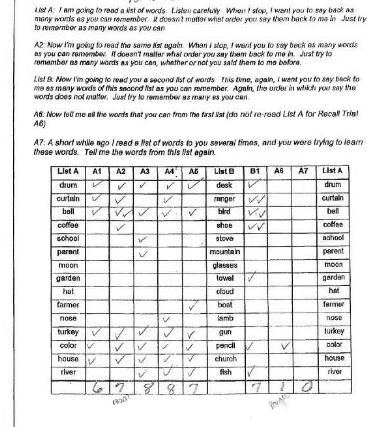 List A: I am going to read a list of words. Listen carefully. When I stop, I want you to say back as
many words as you can remember. It doesn't matter what order you say them back to me in. Just try
to remember as many words as you can
A2: Now I'm going to read the same list again. When I stop, I want you to say back as many words
as you can remember. It doesn't matter what order you say them back to me in. Just try to
remember as many words as you can, whether or not you said them to me before.
List B: Now I'm going to read you a second list of words. This time, again, I want you to say back to
me as many words of this second list as you can remember. Again, the order in which you say the
words does not matter. Just try to remember as many as you can.
A6: Now tell me all the words that you can from the first list (do not re-read List A for Recall Trial
A6)
A7: A short while ago I read a list of words to you several times, and you were trying to learn
these words. Tell me the words from this list again.
List A A1 A2 A3 A4 A5 List B B1 A6 A7 List A
drum ✓ ✓ ✓ ✓ ✓ desk ✓ drum
curtain ✓ ✓ ✓ ranger ✓✓ curtain
bell ✓ ✓✓ ✓ ✓ ✓ bird ✓✓ bell
coffee ✓ shoe ✓✓ coffee
school ✓ stove school
parent ✓ mountain parent
moon glasses moon
garden towel ✓ garden
hat cloud hat
farmer ✓ boat farmer
nose ✓ lamb nose
turkey ✓ ✓ ✓ ✓ ✓ gun turkey
color ✓ ✓ ✓ ✓ ✓ pencil ✓ ✓ color
house ✓ ✓ ✓ ✓ ✓ church house
river ✓ ✓ ✓ fish ✓ river
6 7 8 8 7 7 1 0